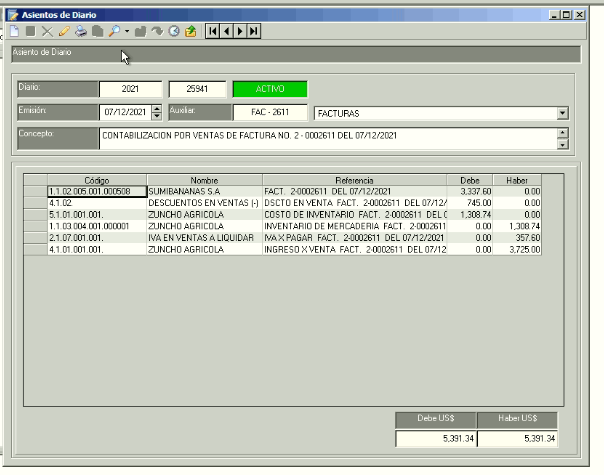 Asientos de Diario
Asiento de Diario
Diario: 2021 25941 ACTIVO
Emisión: 07/12/2021 Auxiliar: FAC - 2611 FACTURAS
Concepto: CONTABILIZACION POR VENTAS DE FACTURA NO. 2 - 0002611 DEL 07/12/2021
Código Nombre Referencia Debe Haber
1.1.02.005.001.000508 SUMIBANANAS S.A FACT. 2-0002611 DEL 07/12/2021 3,337.60 0.00
4.1.02. DESCUENTOS EN VENTAS (-) DSCTO EN VENTA FACT. 2-0002611 DEL 07/12/ 745.00 0.00
5.1.01.001.001. ZUNCHO AGRICOLA COSTO DE INVENTARIO FACT. 2-0002611 DEL ( 1,308.74 0.00
1.1.03.004.001.000001 ZUNCHO AGRICOLA INVENTARIO DE MERCADERIA FACT. 2-0002611 0.00 1,308.74
2.1.07.001.001. IVA EN VENTAS A LIQUIDAR IVA X PAGAR FACT. 2-0002611 DEL 07/12/2021 0.00 357.60
4.1.01.001.001. ZUNCHO AGRICOLA INGRESO X VENTA FACT. 2-0002611 DEL 07/12 0.00 3,725.00
Debe US$ Haber US$
5,391.34 5,391.34